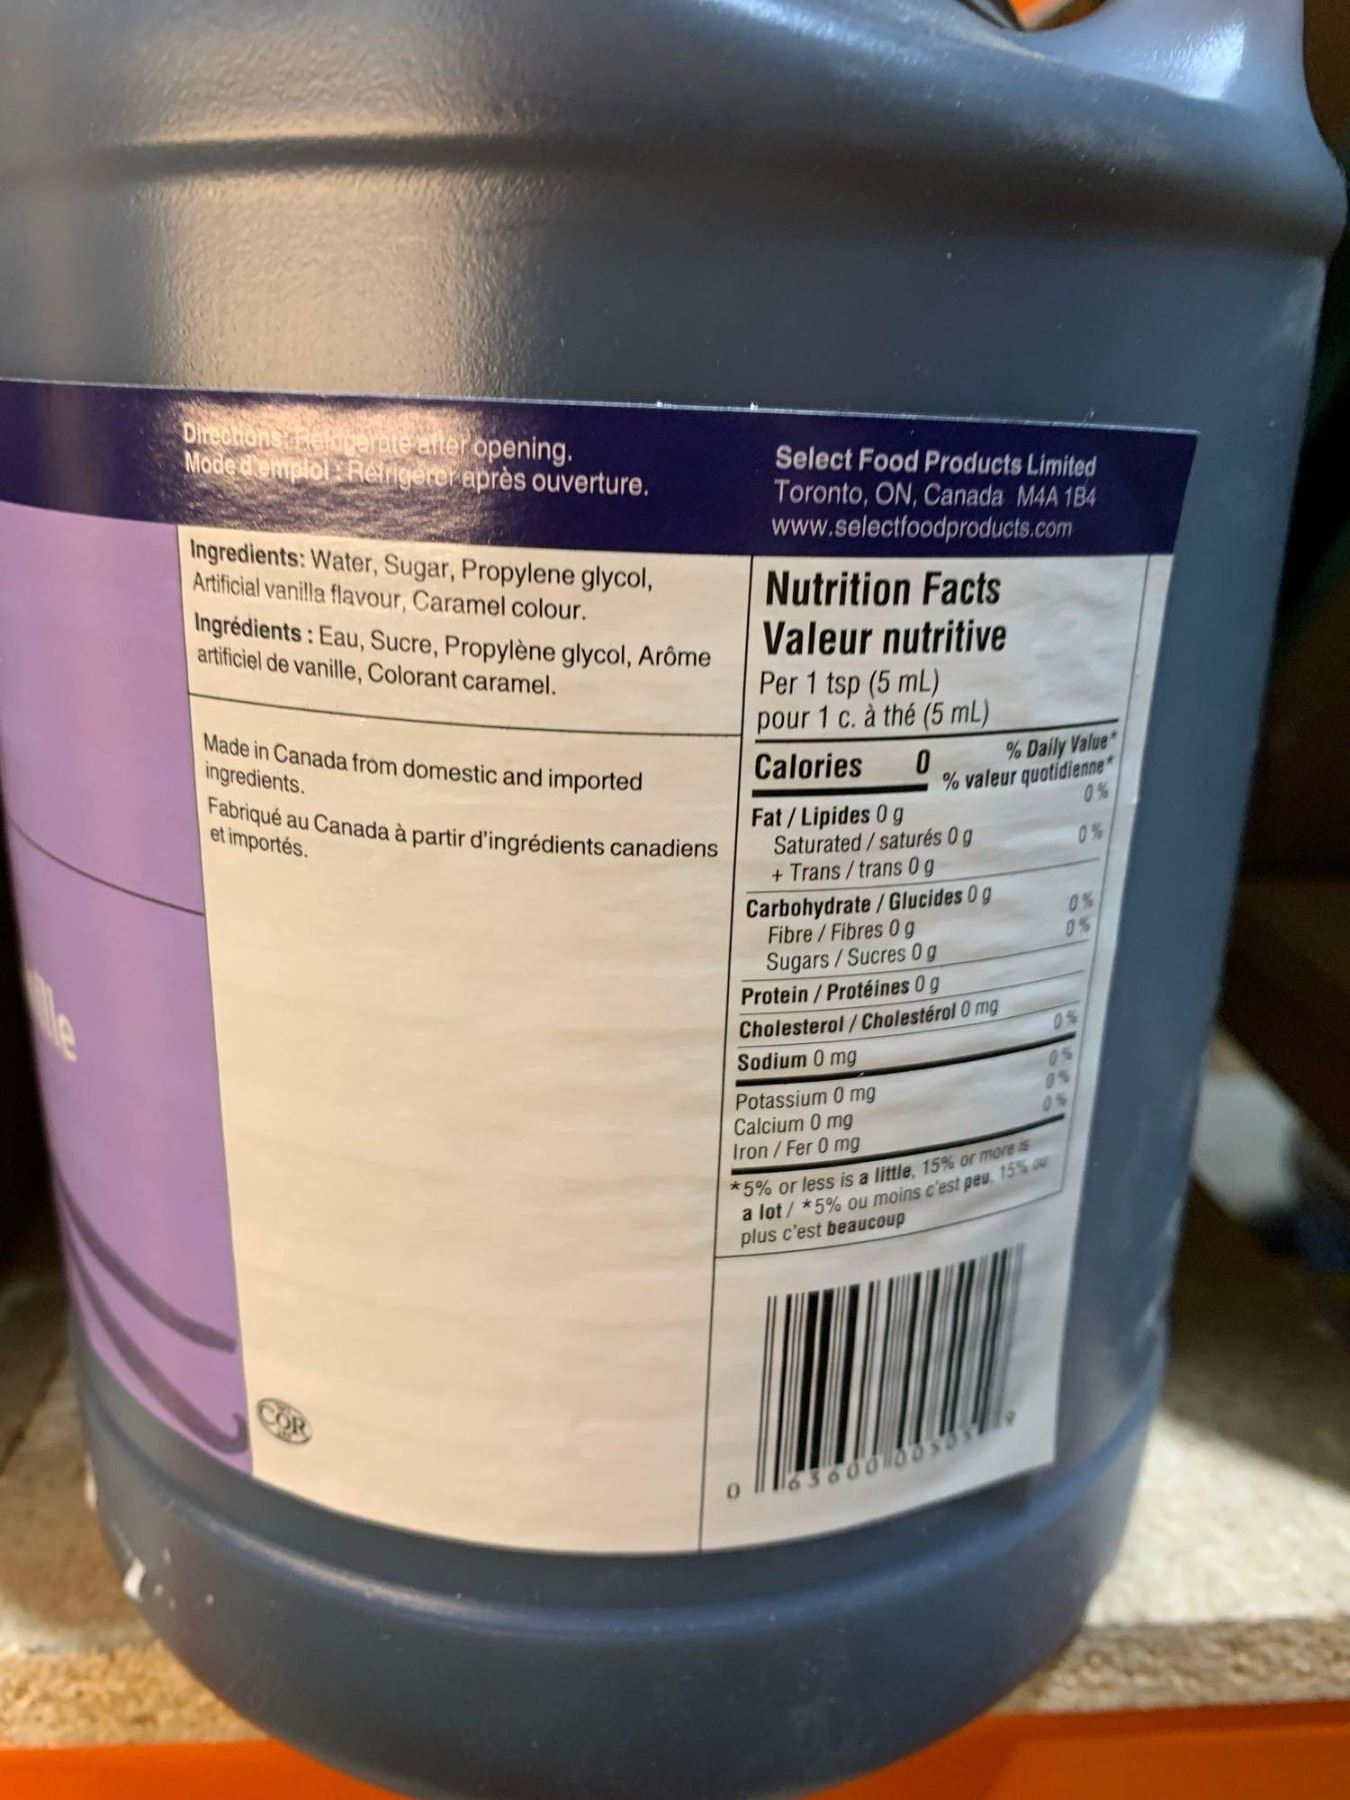 Directions: Refrigerate after opening.
Mode d'emploi : Réfrigérer après ouverture.
Select Food Products Limited
Toronto, ON, Canada M4A 1B4
www.selectfoodproducts.com
Ingredients: Water, Sugar, Propylene glycol,
Artificial vanilla flavour, Caramel colour.
Ingrédients : Eau, Sucre, Propylène glycol, Arôme
artificiel de vanille, Colorant caramel.
Made in Canada from domestic and imported
ingredients.
Fabriqué au Canada à partir d'ingrédients canadiens
et importés.
COR
Nutrition Facts
Valeur nutritive
Per 1 tsp (5 mL)
pour 1 c. à thé (5 mL)
Calories 0 % Daily Value*
% valeur quotidienne*
Fat / Lipides 0 g 0 %
Saturated / saturés 0 g 0 %
+ Trans / trans 0 g
Carbohydrate / Glucides 0 g
Fibre / Fibres 0 g 0 %
Sugars / Sucres 0 g 0 %
Protein / Protéines 0 g
Cholesterol / Cholestérol 0 mg
Sodium 0 mg 0 %
Potassium 0 mg 0 %
Calcium 0 mg 0 %
Iron / Fer 0 mg 0 %
*5% or less is a little, 15% or more is
a lot / *5% ou moins c'est peu, 15% ou
plus c'est beaucoup